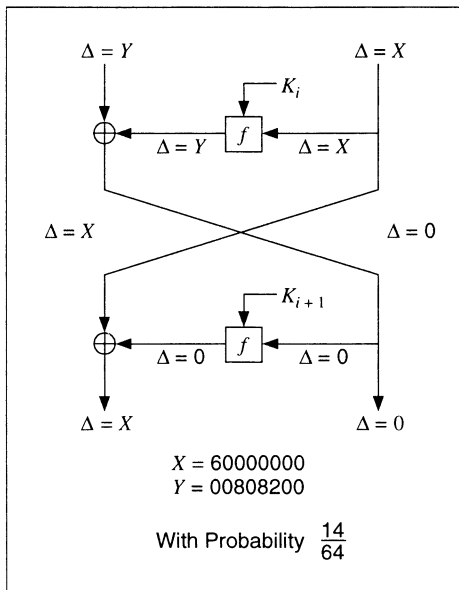 Δ = Y
Δ = X
K_i
f
Δ = Y
Δ = X
Δ = X
Δ = 0
K_{i + 1}
f
Δ = 0
Δ = 0
Δ = X
Δ = 0
X = 60000000
Y = 00808200
With Probability 14/64